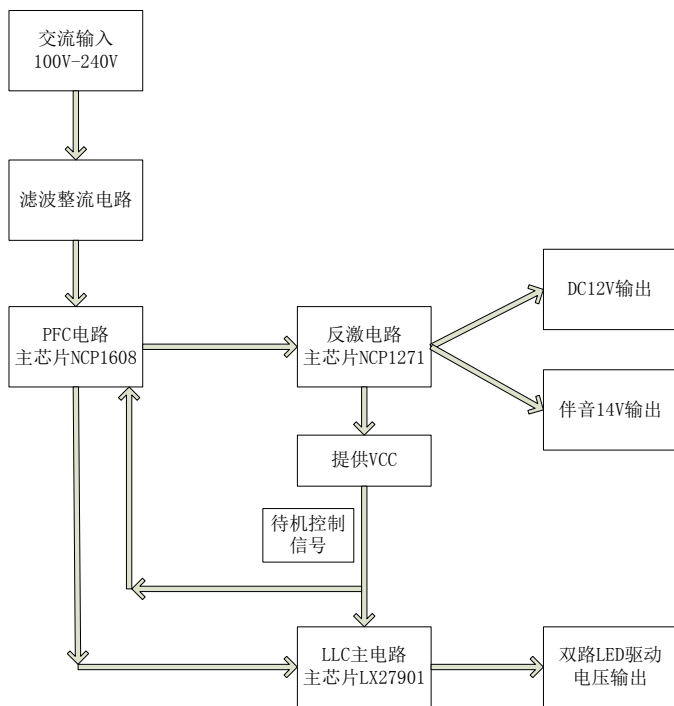 交流输入
100V-240V
滤波整流电路
PFC电路
主芯片NCP1608
反激电路
主芯片NCP1271
DC12V输出
伴音14V输出
提供VCC
待机控制
信号
LLC主电路
主芯片LX27901
双路LED驱动
电压输出